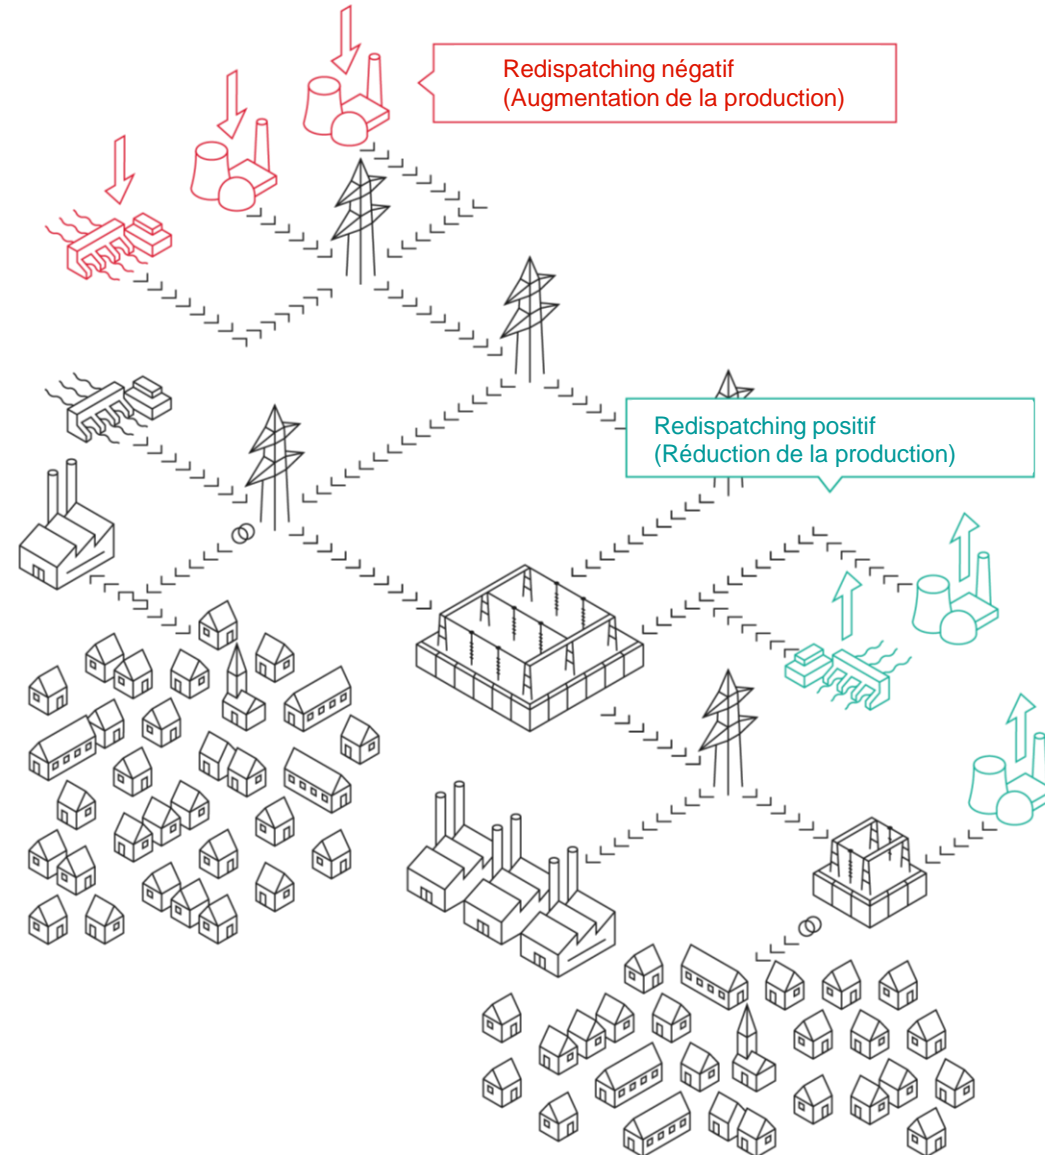 Redispatching négatif
(Augmentation de la production)
Redispatching positif
(Réduction de la production)